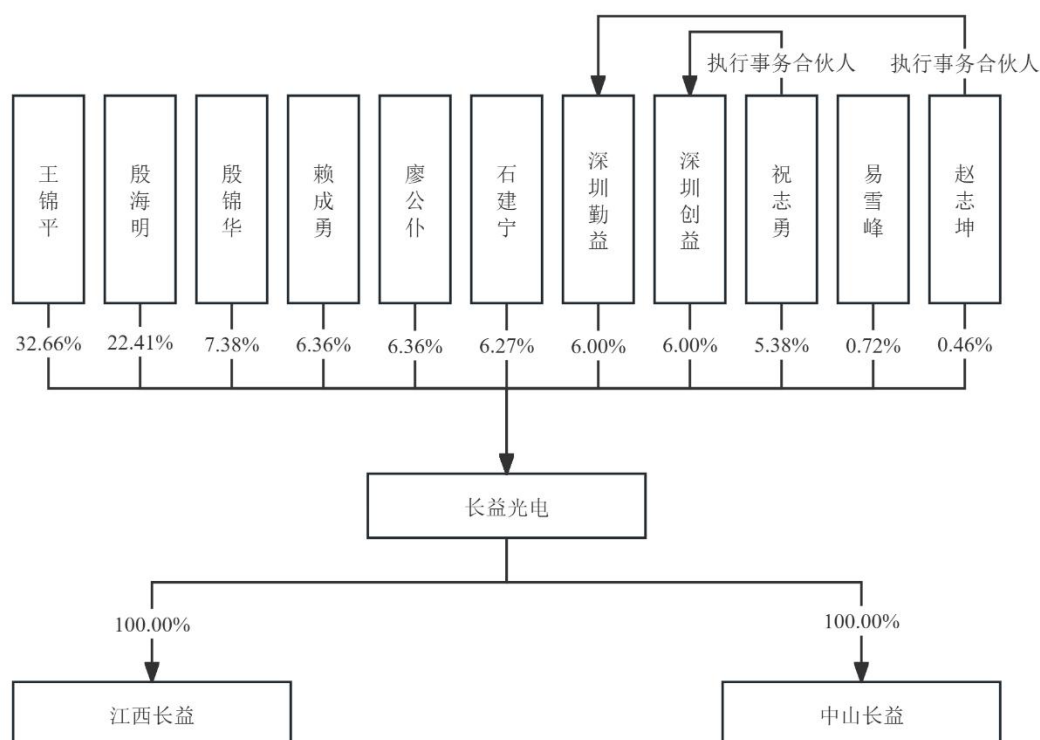 执行事务合伙人
执行事务合伙人
王锦平
殷海明
殷锦华
赖成勇
廖公仆
石建宁
深圳勤益
深圳创益
祝志勇
易雪峰
赵志坤
32.66%
22.41%
7.38%
6.36%
6.36%
6.27%
6.00%
6.00%
5.38%
0.72%
0.46%
长益光电
100.00%
100.00%
江西长益
中山长益